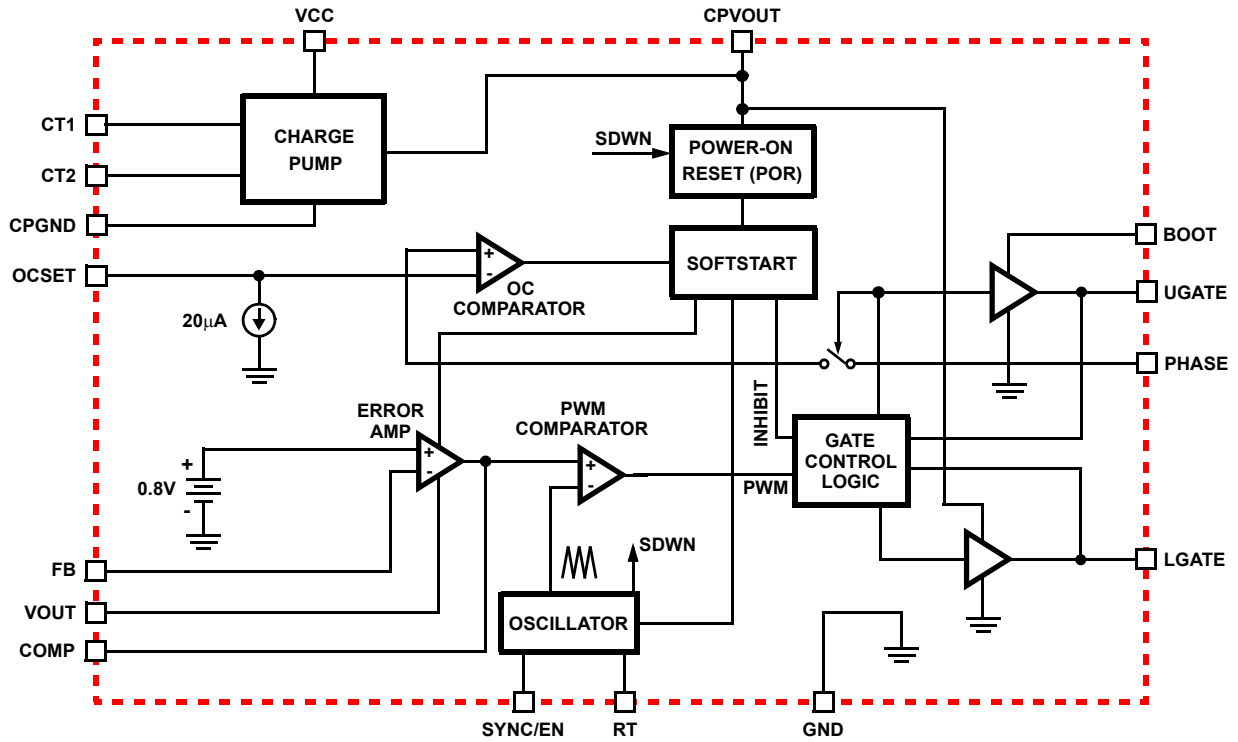 VCC
CPVOUT
CT1
CHARGE
PUMP
SDWN
POWER-ON
RESET (POR)
CT2
CPGND
BOOT
OCSET
+
-
OC
COMPARATOR
SOFTSTART
UGATE
20µA
PHASE
INHIBIT
ERROR
AMP
PWM
COMPARATOR
+
0.8V
-
+
-
+
-
PWM
GATE
CONTROL
LOGIC
SDWN
FB
LGATE
VOUT
OSCILLATOR
COMP
SYNC/EN
RT
GND